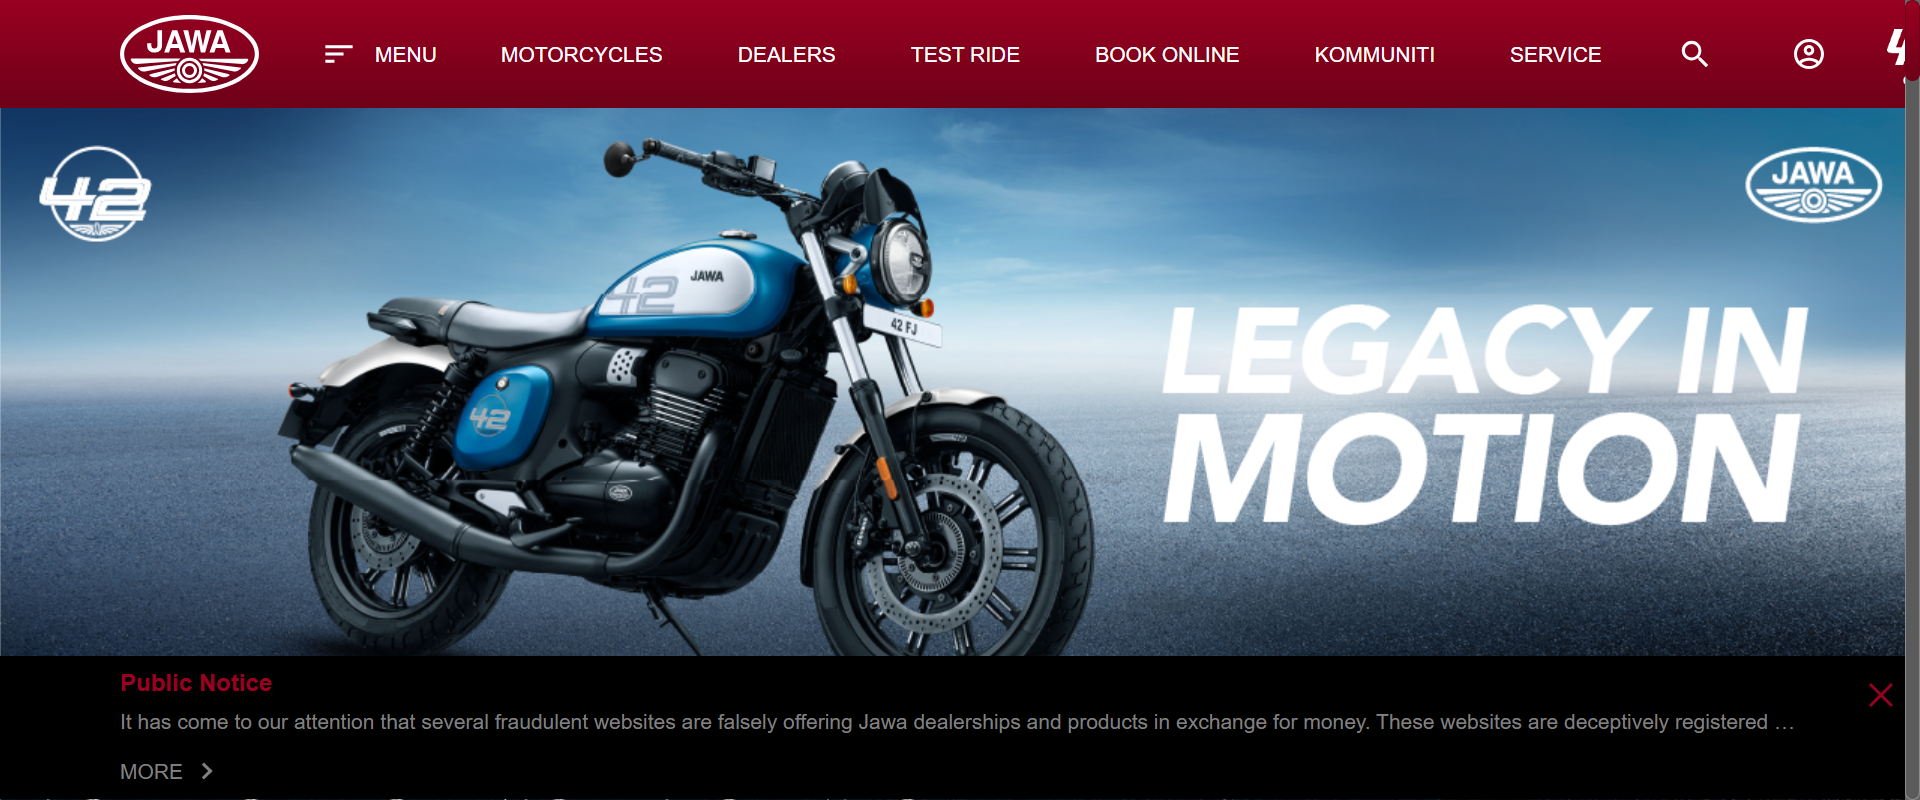 JAWA
MENU
MOTORCYCLES
DEALERS
TEST RIDE
BOOK ONLINE
KOMMUNITI
SERVICE
42
JAWA
42 JAWA
42 FJ
42
LEGACY IN
MOTION
Public Notice
It has come to our attention that several fraudulent websites are falsely offering Jawa dealerships and products in exchange for money. These websites are deceptively registered …
MORE